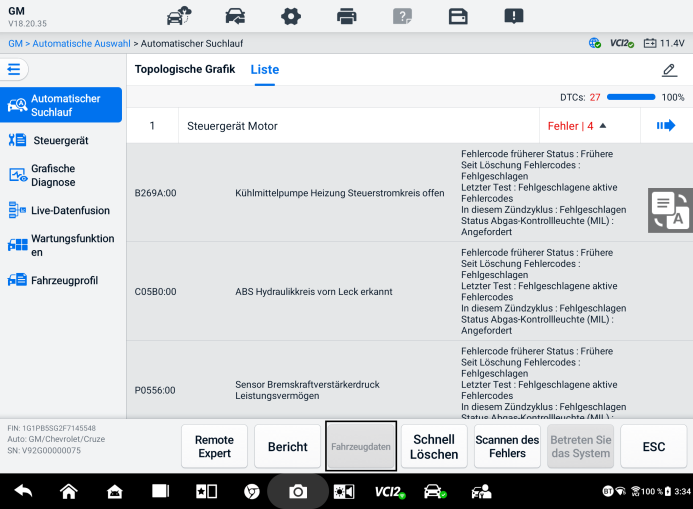 GM
V18.20.35
GM > Automatische Auswahl > Automatischer Suchlauf
VCI2
11.4V
Topologische Grafik
Liste
DTCs: 27
100%
Automatischer
Suchlauf
Steuergerät
Grafische
Diagnose
Live-Datenfusion
Wartungsfunktion
en
Fahrzeugprofil
1
Steuergerät Motor
Fehler | 4
B269A:00
Kühlmittelpumpe Heizung Steuerstromkreis offen
Fehlercode früherer Status : Frühere
Seit Löschung Fehlercodes :
Fehlgeschlagen
Letzter Test : Fehlgeschlagene aktive
Fehlercodes
In diesem Zündzyklus : Fehlgeschlagen
Status Abgas-Kontrollleuchte (MIL) :
Angefordert
A
C05B0:00
ABS Hydraulikkreis vorn Leck erkannt
Fehlercode früherer Status : Frühere
Seit Löschung Fehlercodes :
Fehlgeschlagen
Letzter Test : Fehlgeschlagene aktive
Fehlercodes
In diesem Zündzyklus : Fehlgeschlagen
Status Abgas-Kontrollleuchte (MIL) :
Angefordert
P0556:00
Sensor Bremskraftverstärkerdruck
Leistungsvermögen
Fehlercode früherer Status : Frühere
Seit Löschung Fehlercodes :
Fehlgeschlagen
Letzter Test : Fehlgeschlagene aktive
Fehlercodes
In diesem Zündzyklus : Fehlgeschlagen
Status Abgas-Kontrollleuchte (MIL) :
FIN: 1G1PB5SG2F7145548
Auto: GM/Chevrolet/Cruze
SN: V92G00000075
Remote
Expert
Bericht
Fahrzeugdaten
Schnell
Löschen
Scannen des
Fehlers
Betreten Sie
das System
ESC
VCI2
BT
100 %
3:34